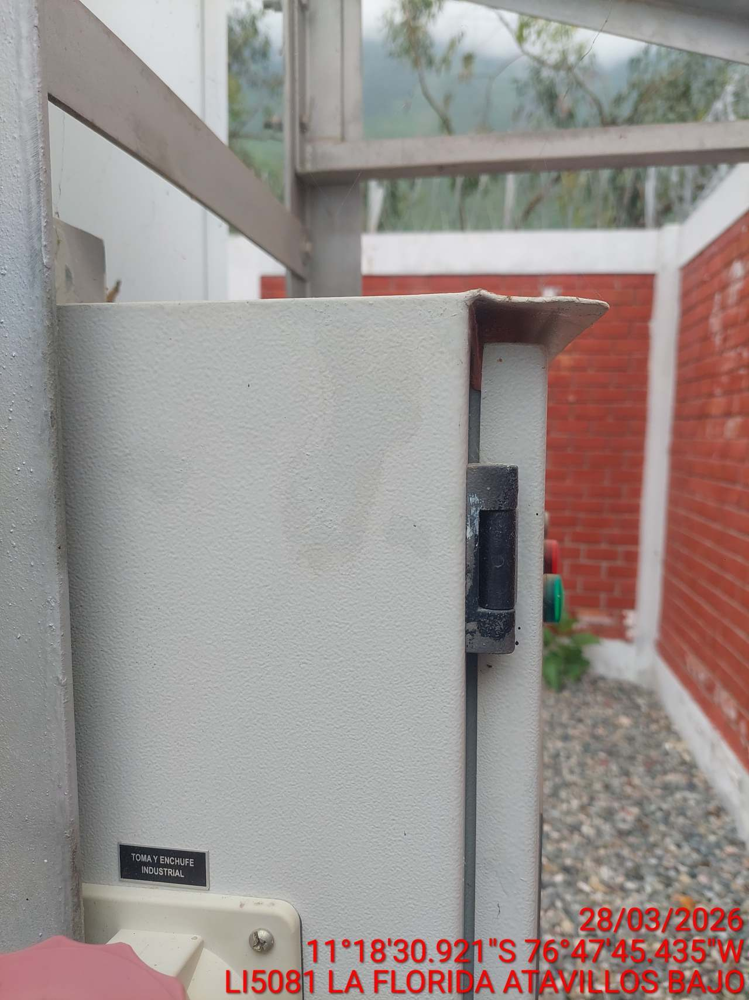 TOMA Y ENCHUFE
INDUSTRIAL
28/03/2026
11°18'30.921"S 76°47'45.435"W
LI5081 LA FLORIDA ATAVILLOS BAJO